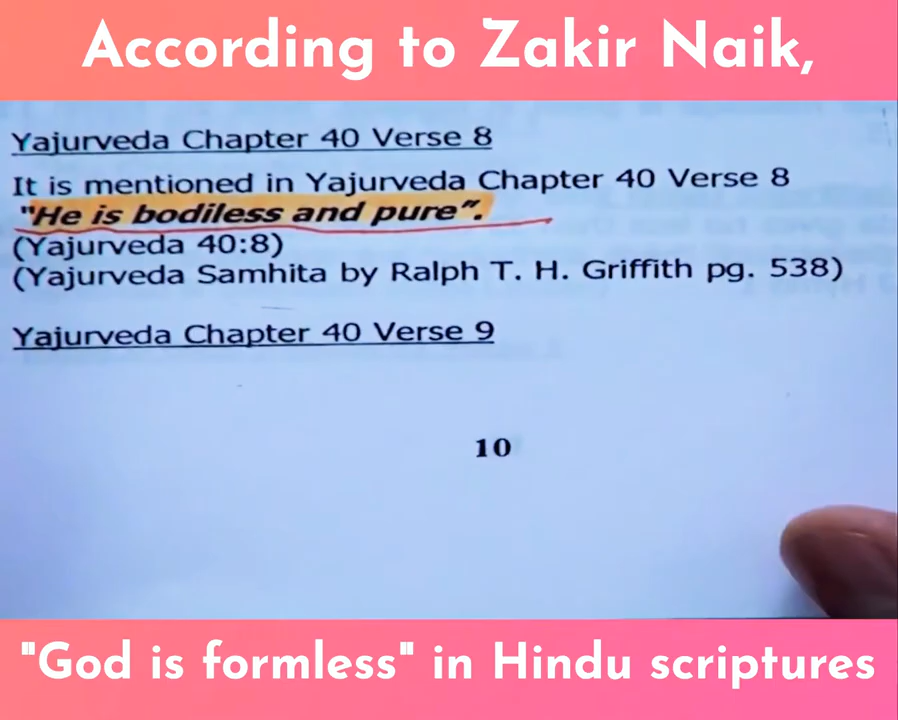 According to Zakir Naik,
Yajurveda Chapter 40 Verse 8
It is mentioned in Yajurveda Chapter 40 Verse 8
"He is bodiless and pure".
(Yajurveda 40:8)
(Yajurveda Samhita by Ralph T. H. Griffith pg. 538)
Yajurveda Chapter 40 Verse 9
10
"God is formless" in Hindu scriptures